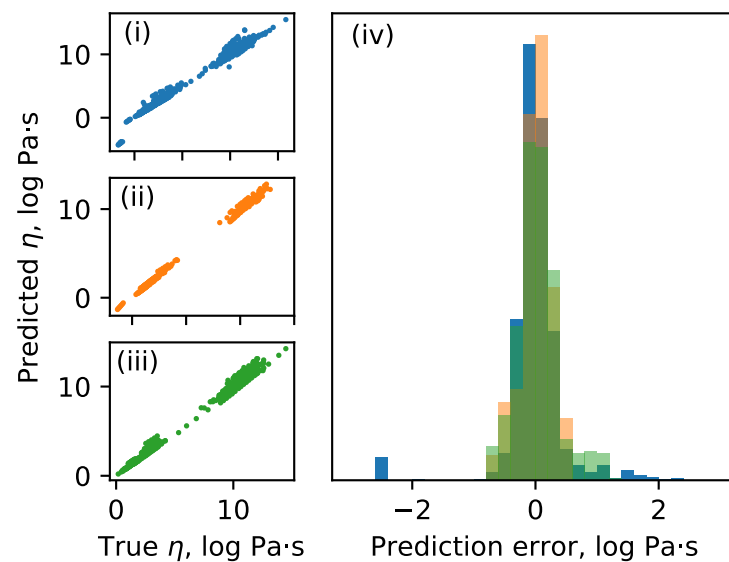 (i)
10
0
(ii)
10
0
(iii)
10
0
0
10
Predicted η, log Pa·s
True η, log Pa·s
(iv)
−2
0
2
Prediction error, log Pa·s